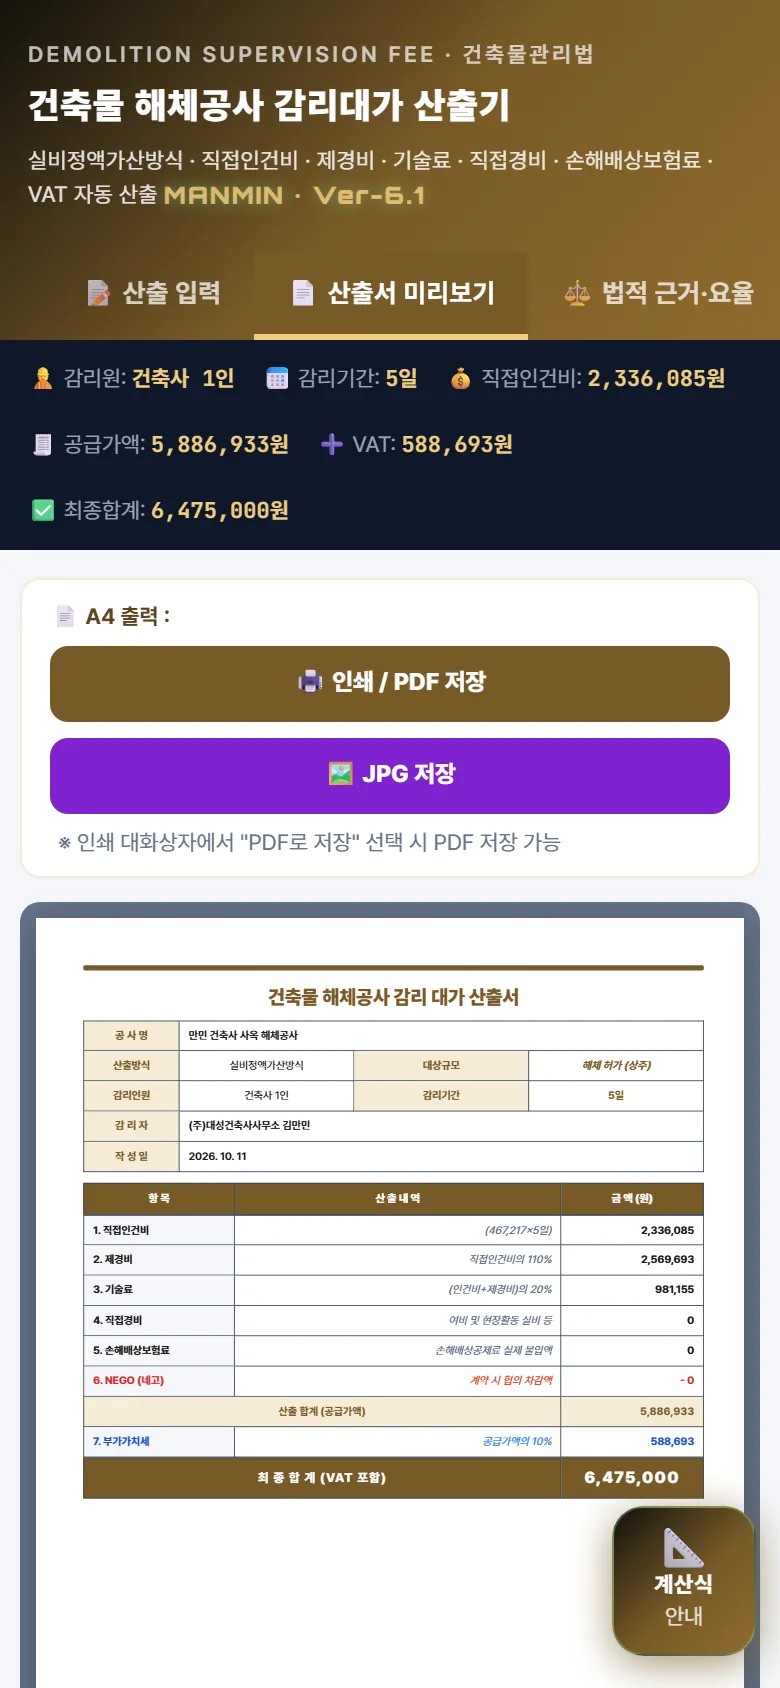 DEMOLITION SUPERVISION FEE · 건축물관리법
건축물 해체공사 감리대가 산출기
실비정액가산방식 · 직접인건비 · 제경비 · 기술료 · 직접경비 · 손해배상보험료 ·
VAT 자동 산출 MANMIN · Ver-6.1
산출 입력 산출서 미리보기 법적 근거·요율
감리원: 건축사 1인 감리기간: 5일 직접인건비: 2,336,085원
공급가액: 5,886,933원 VAT: 588,693원
최종합계: 6,475,000원
A4 출력 :
인쇄 / PDF 저장
JPG 저장
※ 인쇄 대화상자에서 "PDF로 저장" 선택 시 PDF 저장 가능
건축물 해체공사 감리 대가 산출서
공 사 명 만민 건축사 사옥 해체공사
산출방식 실비정액가산방식 대상규모 해체 허가 (상주)
감리인원 건축사 1인 감리기간 5일
감 리 자 (주)대성건축사사무소 김만민
작 성 일 2026. 10. 11
항 목 산 출 내 역 금 액 (원)
1. 직접인건비 (467,217×5일) 2,336,085
2. 제경비 직접인건비의 110% 2,569,693
3. 기술료 (인건비+제경비)의 20% 981,155
4. 직접경비 여비 및 현장활동 실비 등 0
5. 손해배상보험료 손해배상공제료 실제 불입액 0
6. NEGO (네고) 계약 시 협의 차감액 - 0
산출 합계 (공급가액) 5,886,933
7. 부가가치세 공급가액의 10% 588,693
최 종 합 계 (VAT 포함) 6,475,000
계산식
안내